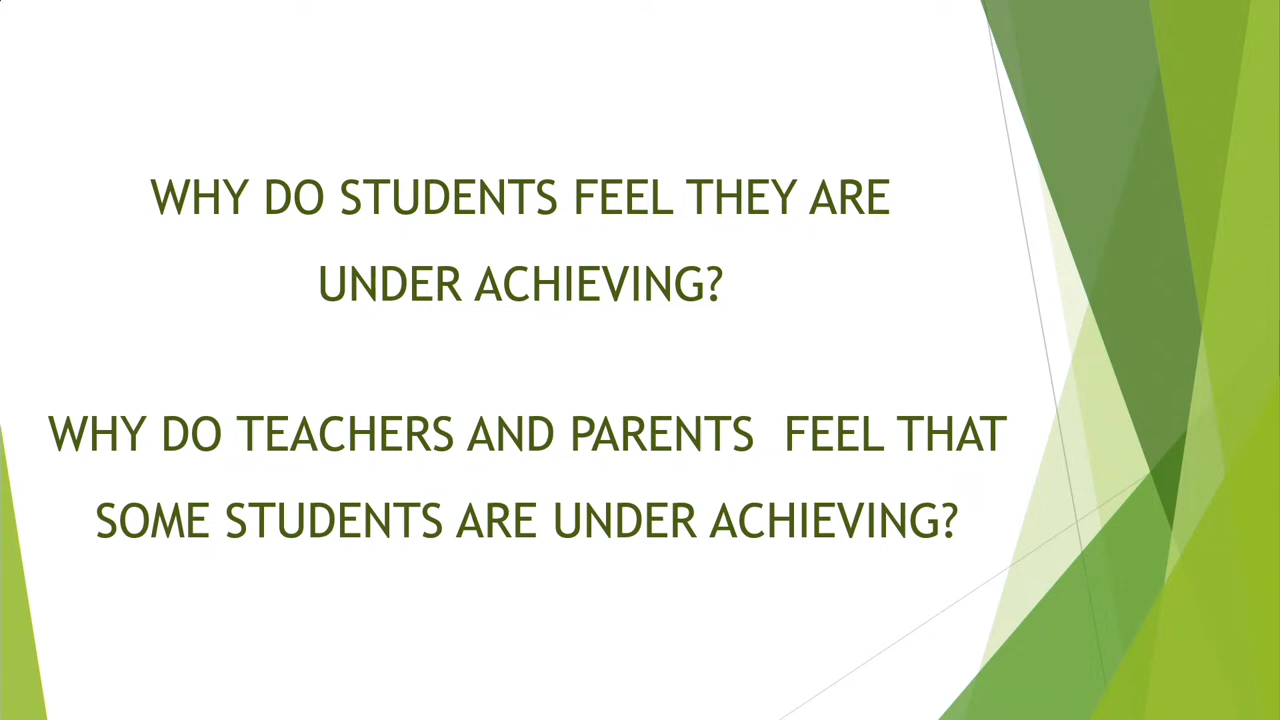 WHY DO STUDENTS FEEL THEY ARE
UNDER ACHIEVING?
WHY DO TEACHERS AND PARENTS  FEEL THAT
SOME STUDENTS ARE UNDER ACHIEVING?